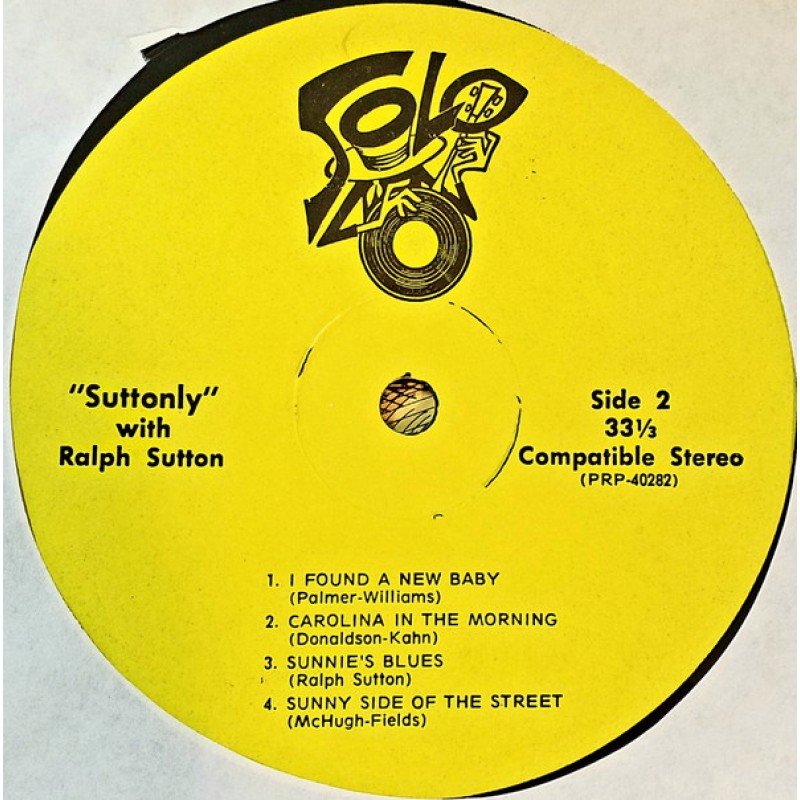 SOLO
"Suttonly"
with
Ralph Sutton
Side 2
33⅓
Compatible Stereo
(PRP-40282)
1. I FOUND A NEW BABY
(Palmer-Williams)
2. CAROLINA IN THE MORNING
(Donaldson-Kahn)
3. SUNNIE'S BLUES
(Ralph Sutton)
4. SUNNY SIDE OF THE STREET
(McHugh-Fields)